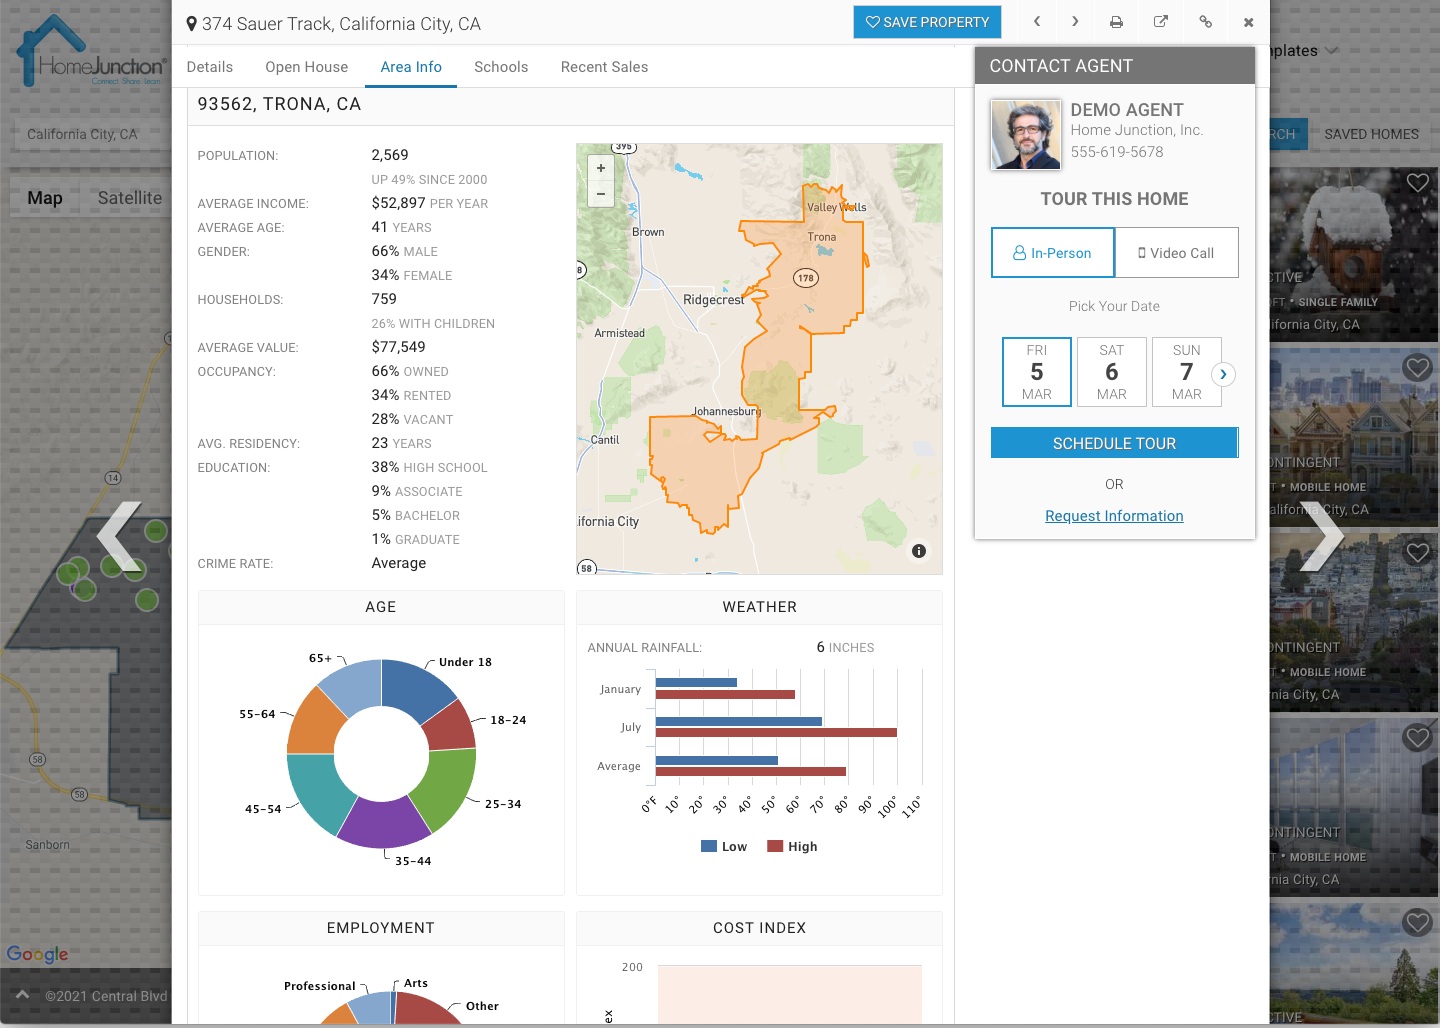 374 Sauer Track, California City, CA
SAVE PROPERTY
Details
Open House
Area Info
Schools
Recent Sales
93562, TRONA, CA
POPULATION: 2,569
UP 49% SINCE 2000
AVERAGE INCOME: $52,897 PER YEAR
AVERAGE AGE: 41 YEARS
GENDER: 66% MALE
34% FEMALE
HOUSEHOLDS: 759
26% WITH CHILDREN
AVERAGE VALUE: $77,549
OCCUPANCY: 66% OWNED
34% RENTED
28% VACANT
AVG. RESIDENCY: 23 YEARS
EDUCATION: 38% HIGH SCHOOL
9% ASSOCIATE
5% BACHELOR
1% GRADUATE
CRIME RATE: Average
395
+
−
Valley Wells
Brown
Trona
8
178
Ridgecrest
Armistead
Johannesburg
Cantil
ifornia City
58
AGE
65+
Under 18
55-64
18-24
45-54
25-34
35-44
WEATHER
ANNUAL RAINFALL: 6 INCHES
January
July
Average
0°F 10° 20° 30° 40° 50° 60° 70° 80° 90° 100° 110°
Low High
EMPLOYMENT
Professional
Arts
Other
COST INDEX
200
ex
CONTACT AGENT
DEMO AGENT
Home Junction, Inc.
555-619-5678
TOUR THIS HOME
In-Person
Video Call
Pick Your Date
FRI
5
MAR
SAT
6
MAR
SUN
7
MAR
SCHEDULE TOUR
OR
Request Information
HomeJunction
Connect. Share. Team.
California City, CA
Map
Satellite
14
58
58
Sanborn
Google
©2021 Central Blvd
nplates
RCH
SAVED HOMES
CTIVE
FT • SINGLE FAMILY
lifornia City, CA
ONTINGENT
T • MOBILE HOME
California City, CA
ONTINGENT
T • MOBILE HOME
rnia City, CA
ONTINGENT
T • MOBILE HOME
rnia City, CA
CTIVE